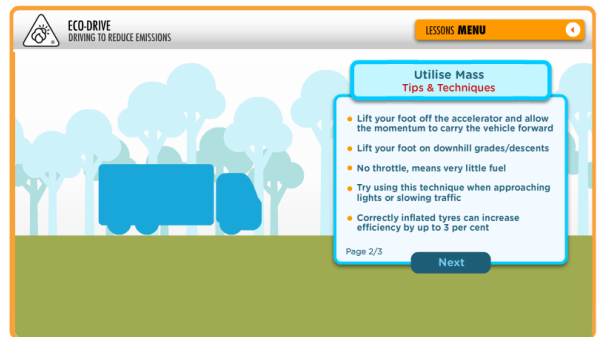 ECO-DRIVE
DRIVING TO REDUCE EMISSIONS
LESSONS MENU
Utilise Mass
Tips & Techniques
Lift your foot off the accelerator and allow
the momentum to carry the vehicle forward
Lift your foot on downhill grades/descents
No throttle, means very little fuel
Try using this technique when approaching
lights or slowing traffic
Correctly inflated tyres can increase
efficiency by up to 3 per cent
Page 2/3
Next